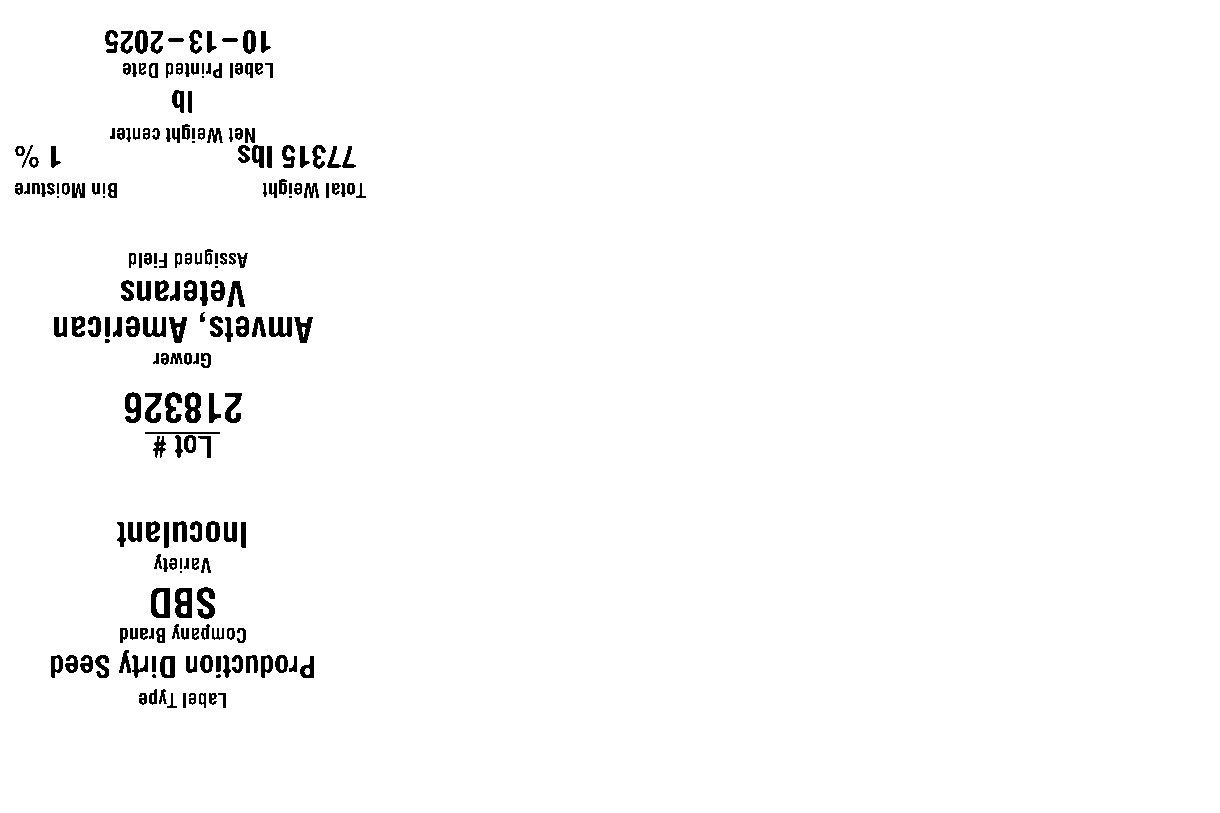 Label Type
Production Dirty Seed
Company Brand
SBD
Variety
Inoculant
Lot #
218326
Grower
Amvets, American
Veterans
Assigned Field
Total Weight Bin Moisture
77315 lbs 1 %
Net Weight center
lb
Label Printed Date
10-13-2025